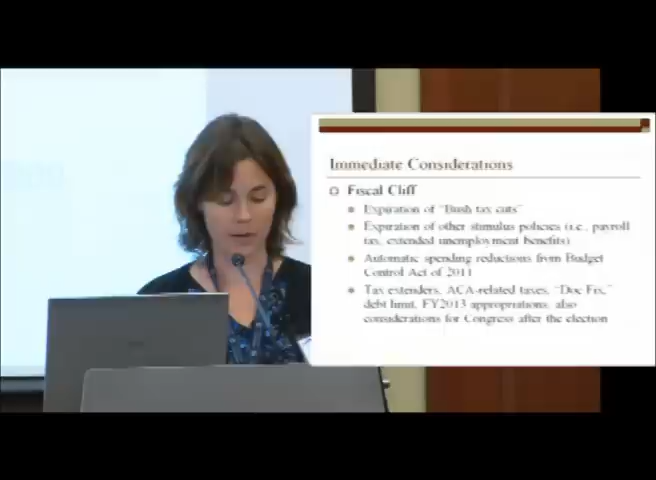 Immediate Considerations
Fiscal Cliff
Expiration of "Bush tax cuts"
Expiration of other stimulus policies (i.e., payroll
tax, extended unemployment benefits)
Automatic spending reductions from Budget
Control Act of 2011
Tax extenders, ACA-related taxes, "Doc Fix,"
debt limit, FY2013 appropriations, also
considerations for Congress after the election